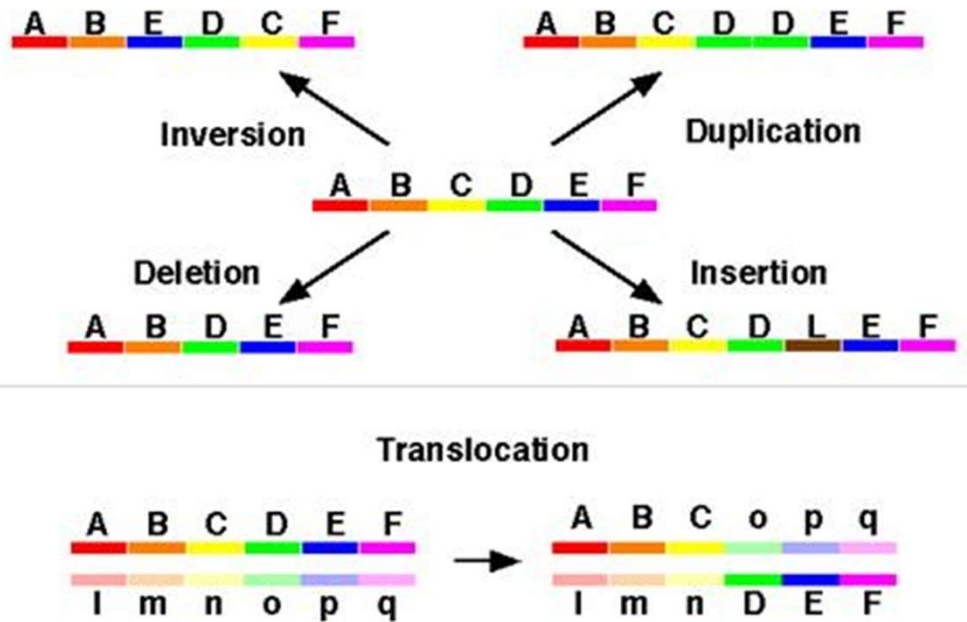 A B E D C F
A B C D D E F
Inversion
Duplication
A B C D E F
Deletion
Insertion
A B D E F
A B C D L E F
Translocation
A B C D E F
l m n o p q
A B C o p q
l m n D E F